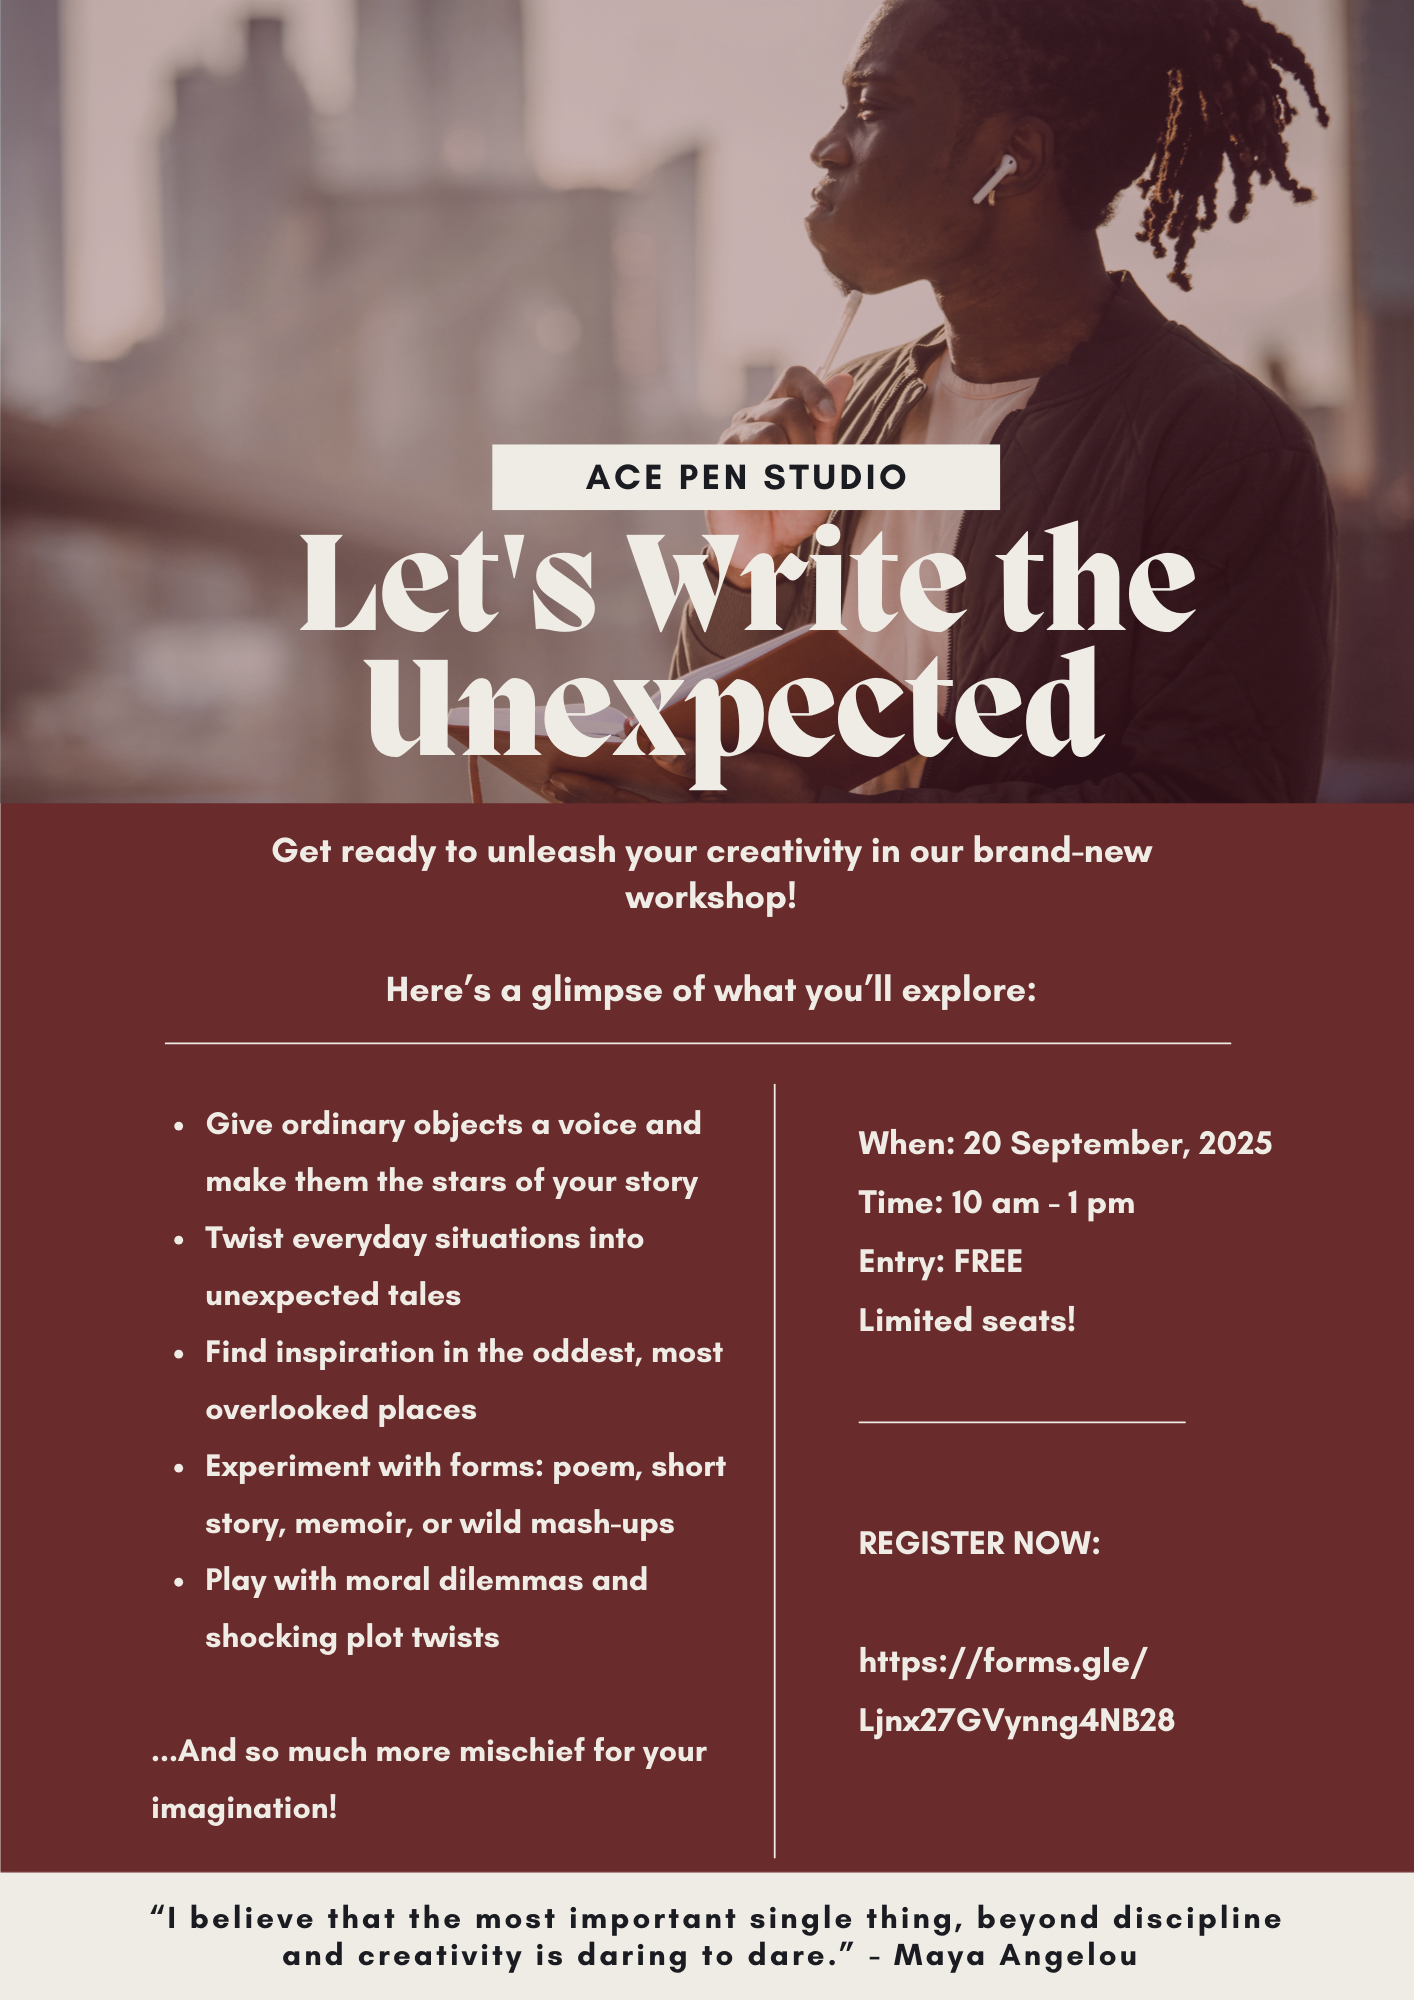 ACE PEN STUDIO
Let's Write the
Unexpected
Get ready to unleash your creativity in our brand-new
workshop!
Here’s a glimpse of what you’ll explore:
• Give ordinary objects a voice and
make them the stars of your story
• Twist everyday situations into
unexpected tales
• Find inspiration in the oddest, most
overlooked places
• Experiment with forms: poem, short
story, memoir, or wild mash-ups
• Play with moral dilemmas and
shocking plot twists
...And so much more mischief for your
imagination!
When: 20 September, 2025
Time: 10 am - 1 pm
Entry: FREE
Limited seats!
REGISTER NOW:
https://forms.gle/
Ljnx27GVynng4NB28
“I believe that the most important single thing, beyond discipline
and creativity is daring to dare.” - Maya Angelou